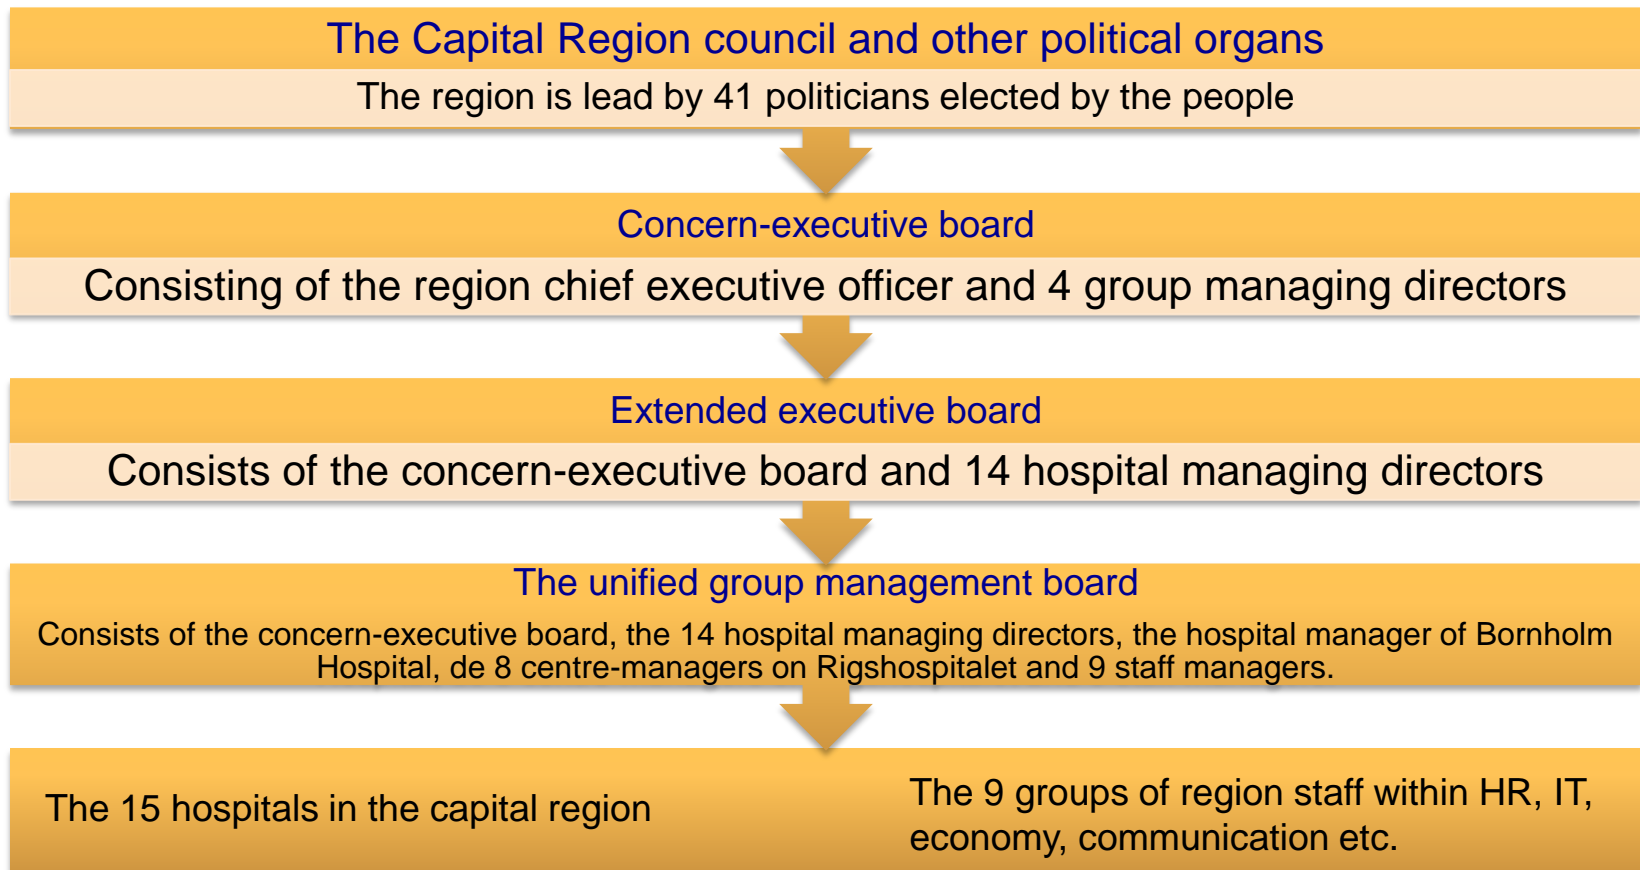 The Capital Region council and other political organs
The region is lead by 41 politicians elected by the people
Concern-executive board
Consisting of the region chief executive officer and 4 group managing directors
Extended executive board
Consists of the concern-executive board and 14 hospital managing directors
The unified group management board
Consists of the concern-executive board, the 14 hospital managing directors, the hospital manager of Bornholm
Hospital, de 8 centre-managers on Rigshospitalet and 9 staff managers.
The 15 hospitals in the capital region
The 9 groups of region staff within HR, IT,
economy, communication etc.